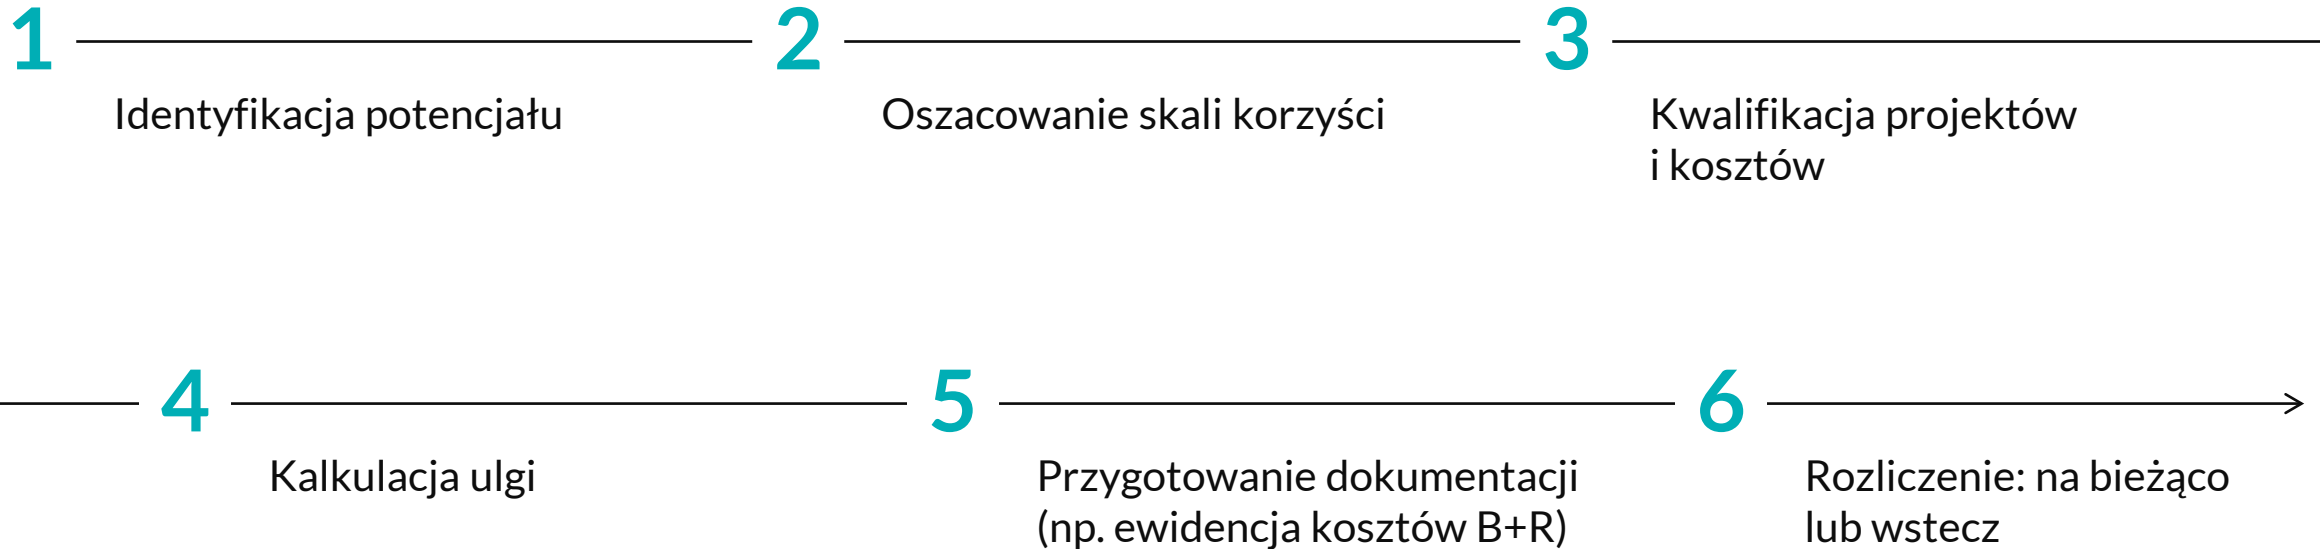 1
Identyfikacja potencjału
2
Oszacowanie skali korzyści
3
Kwalifikacja projektów
i kosztów
4
Kalkulacja ulgi
5
Przygotowanie dokumentacji
(np. ewidencja kosztów B+R)
6
Rozliczenie: na bieżąco
lub wstecz